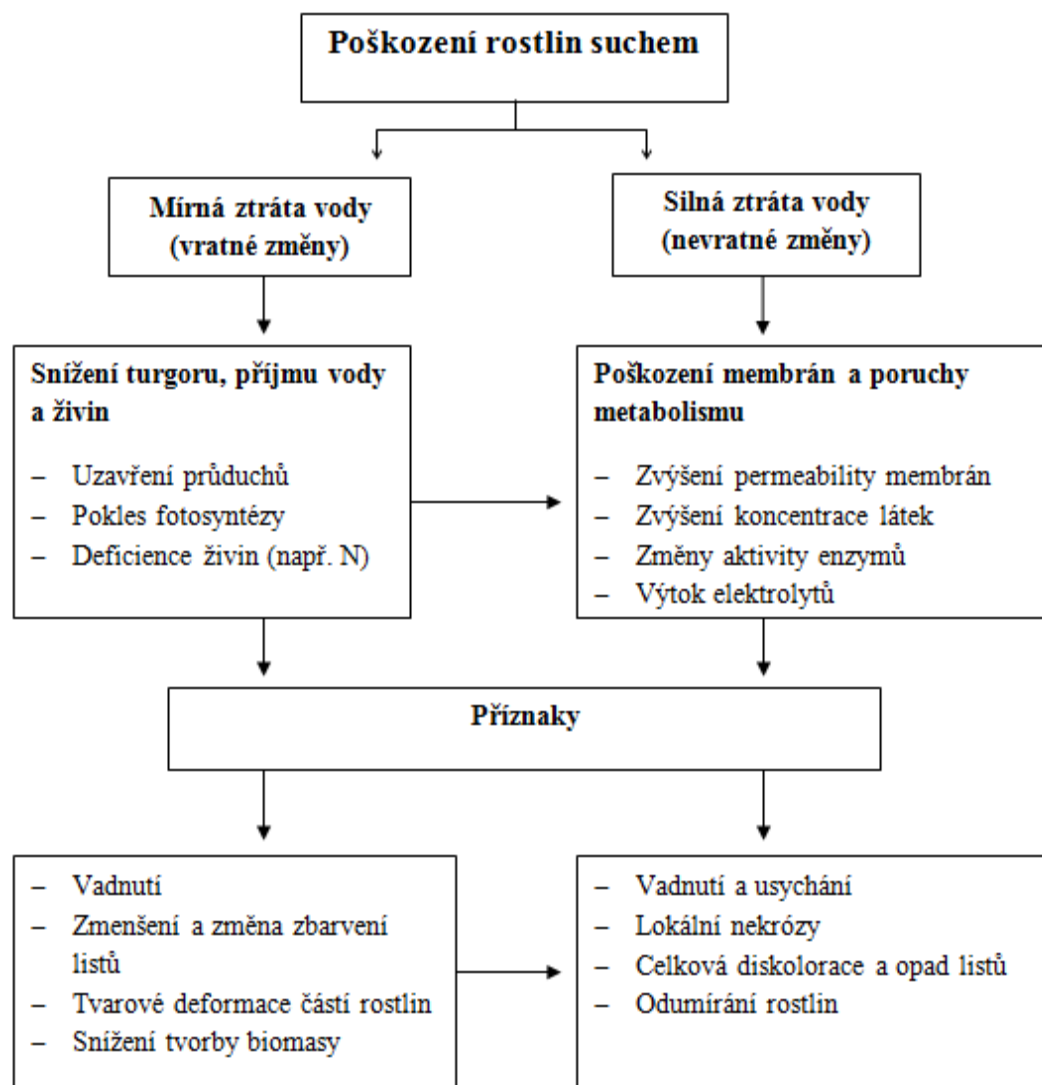 Poškození rostlin suchem
Mírná ztráta vody
(vratné změny)
Silná ztráta vody
(nevratné změny)
Snížení turgoru, příjmu vody
a živin
– Uzavření průduchů
– Pokles fotosyntézy
– Deficience živin (např. N)
Poškození membrán a poruchy
metabolismu
– Zvýšení permeability membrán
– Zvýšení koncentrace látek
– Změny aktivity enzymů
– Výtok elektrolytů
Příznaky
– Vadnutí
– Zmenšení a změna zbarvení
listů
– Tvarové deformace částí rostlin
– Snížení tvorby biomasy
– Vadnutí a usychání
– Lokální nekrózy
– Celková diskolorace a opad listů
– Odumírání rostlin